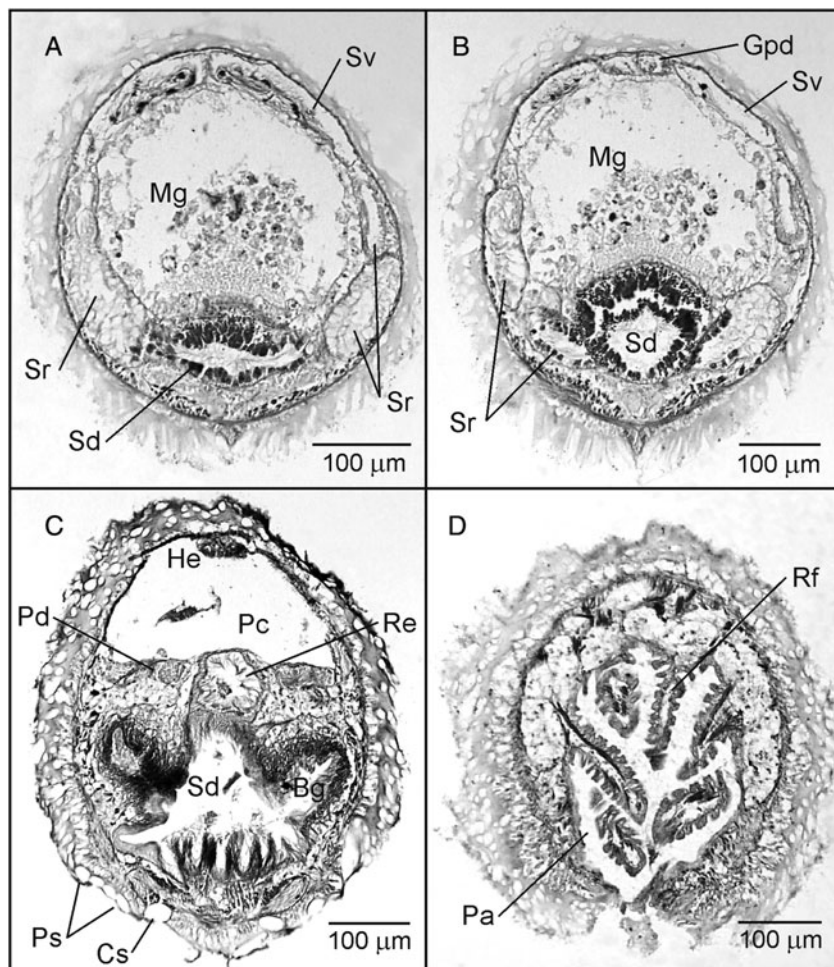 A
Sv
Mg
Sr
Sr
Sd
100 μm
B
Gpd
Sv
Mg
Sd
Sr
100 μm
C
He
Pd
Pc
Re
Sd
Bg
Ps
Cs
100 μm
D
Rf
Pa
100 μm